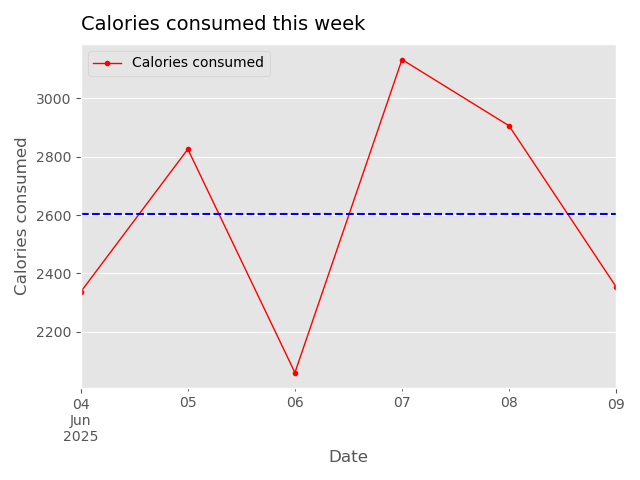 Calories consumed this week
Calories consumed
3000
2800
2600
2400
2200
Calories consumed
04 05 06 07 08 09
Jun
2025
Date